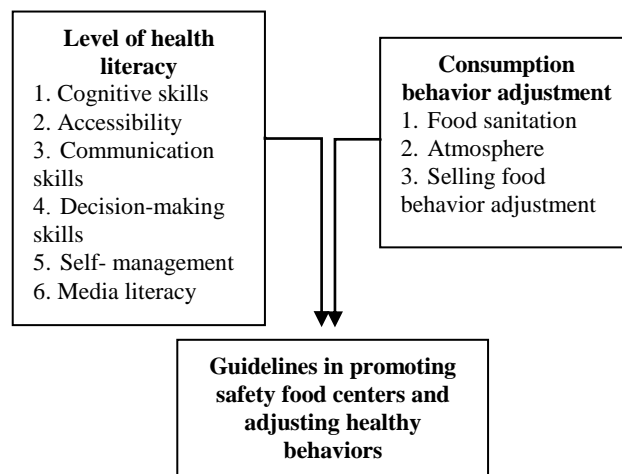 Level of health
literacy
1. Cognitive skills
2. Accessibility
3. Communication
skills
4. Decision-making
skills
5. Self- management
6. Media literacy
Consumption
behavior adjustment
1. Food sanitation
2. Atmosphere
3. Selling food
behavior adjustment
Guidelines in promoting
safety food centers and
adjusting healthy
behaviors